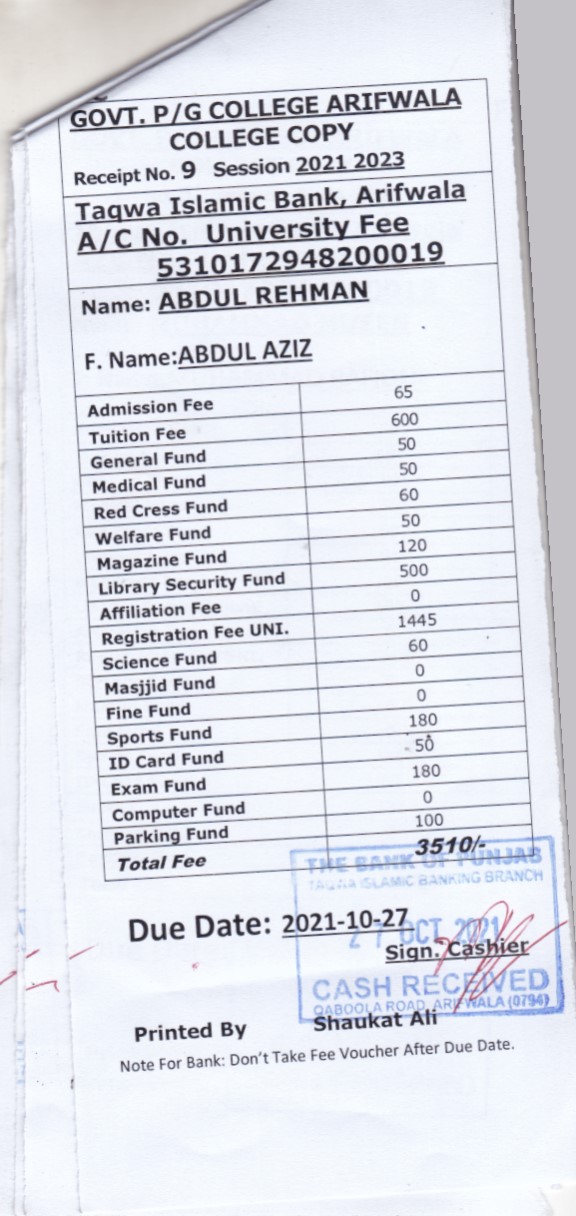 GOVT. P/G COLLEGE ARIFWALA
COLLEGE COPY
Receipt No. 9 Session 2021 2023
Taqwa Islamic Bank, Arifwala
A/C No. University Fee
5310172948200019
Name: ABDUL REHMAN
F. Name:ABDUL AZIZ
Admission Fee 65
Tuition Fee 600
General Fund 50
Medical Fund 50
Red Cress Fund 60
Welfare Fund 50
Magazine Fund 120
Library Security Fund 500
Affiliation Fee 0
Registration Fee UNI. 1445
Science Fund 60
Masjjid Fund 0
Fine Fund 0
Sports Fund 180
ID Card Fund 50
Exam Fund 180
Computer Fund 0
Parking Fund 100
Total Fee 3510/-
THE BANK OF PUNJAB
TAQWA ISLAMIC BANKING BRANCH
Due Date: 2021-10-27
27 OCT 2021
Sign. Cashier
CASH RECEIVED
QABOOLA ROAD, ARIFWALA (0794)
Printed By Shaukat Ali
Note For Bank: Don't Take Fee Voucher After Due Date.